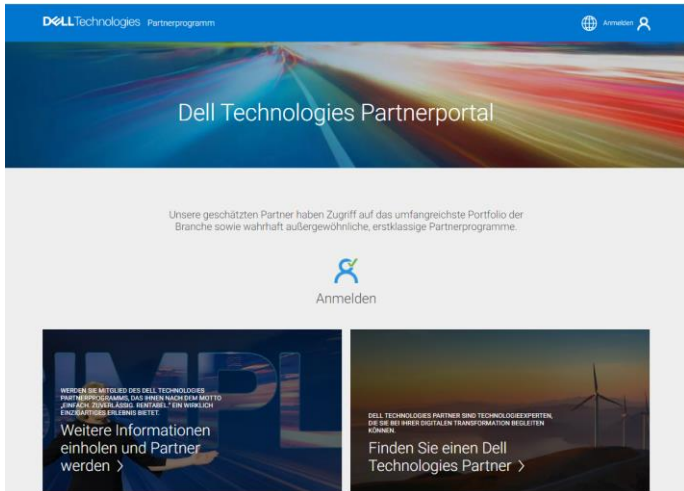 DELLTechnologies Partnerprogramm
Anmelden
Dell Technologies Partnerportal
Unsere geschätzten Partner haben Zugriff auf das umfangreichste Portfolio der
Branche sowie wahrhaft außergewöhnliche, erstklassige Partnerprogramme.
Anmelden
IMPL
WERDEN SIE MITGLIED DES DELL TECHNOLOGIES
PARTNERPROGRAMMS, DAS IHNEN NACH DEM MOTTO
„EINFACH. ZUVERLÄSSIG. RENTABEL.“ EIN WIRKLICH
EINZIGARTIGES ERLEBNIS BIETET.
Weitere Informationen
einholen und Partner
werden >
DELL TECHNOLOGIES PARTNER SIND TECHNOLOGIEEXPERTEN,
DIE SIE BEI IHRER DIGITALEN TRANSFORMATION BEGLEITEN
KÖNNEN.
Finden Sie einen Dell
Technologies Partner >